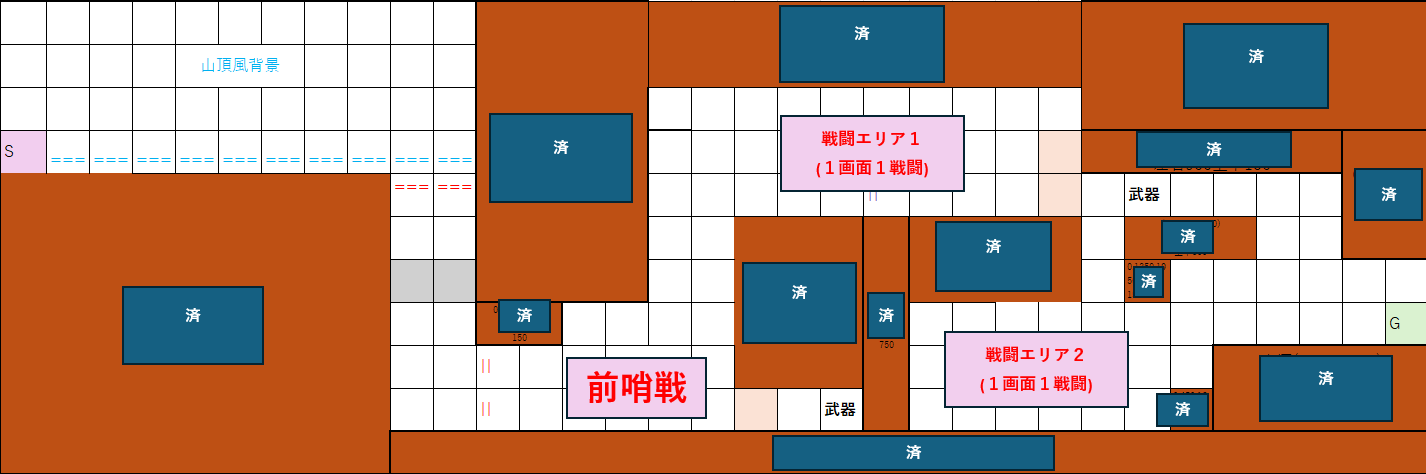 済
済
山頂風背景
済
戦闘エリア１
(１画面１戦闘)
済
S
=== === === === === === === === === ===
=== ===
武器
済
||
済
済
済
済
済
済
済
150
750
G
戦闘エリア２
(１画面１戦闘)
||
前哨戦
済
||
武器
済
済